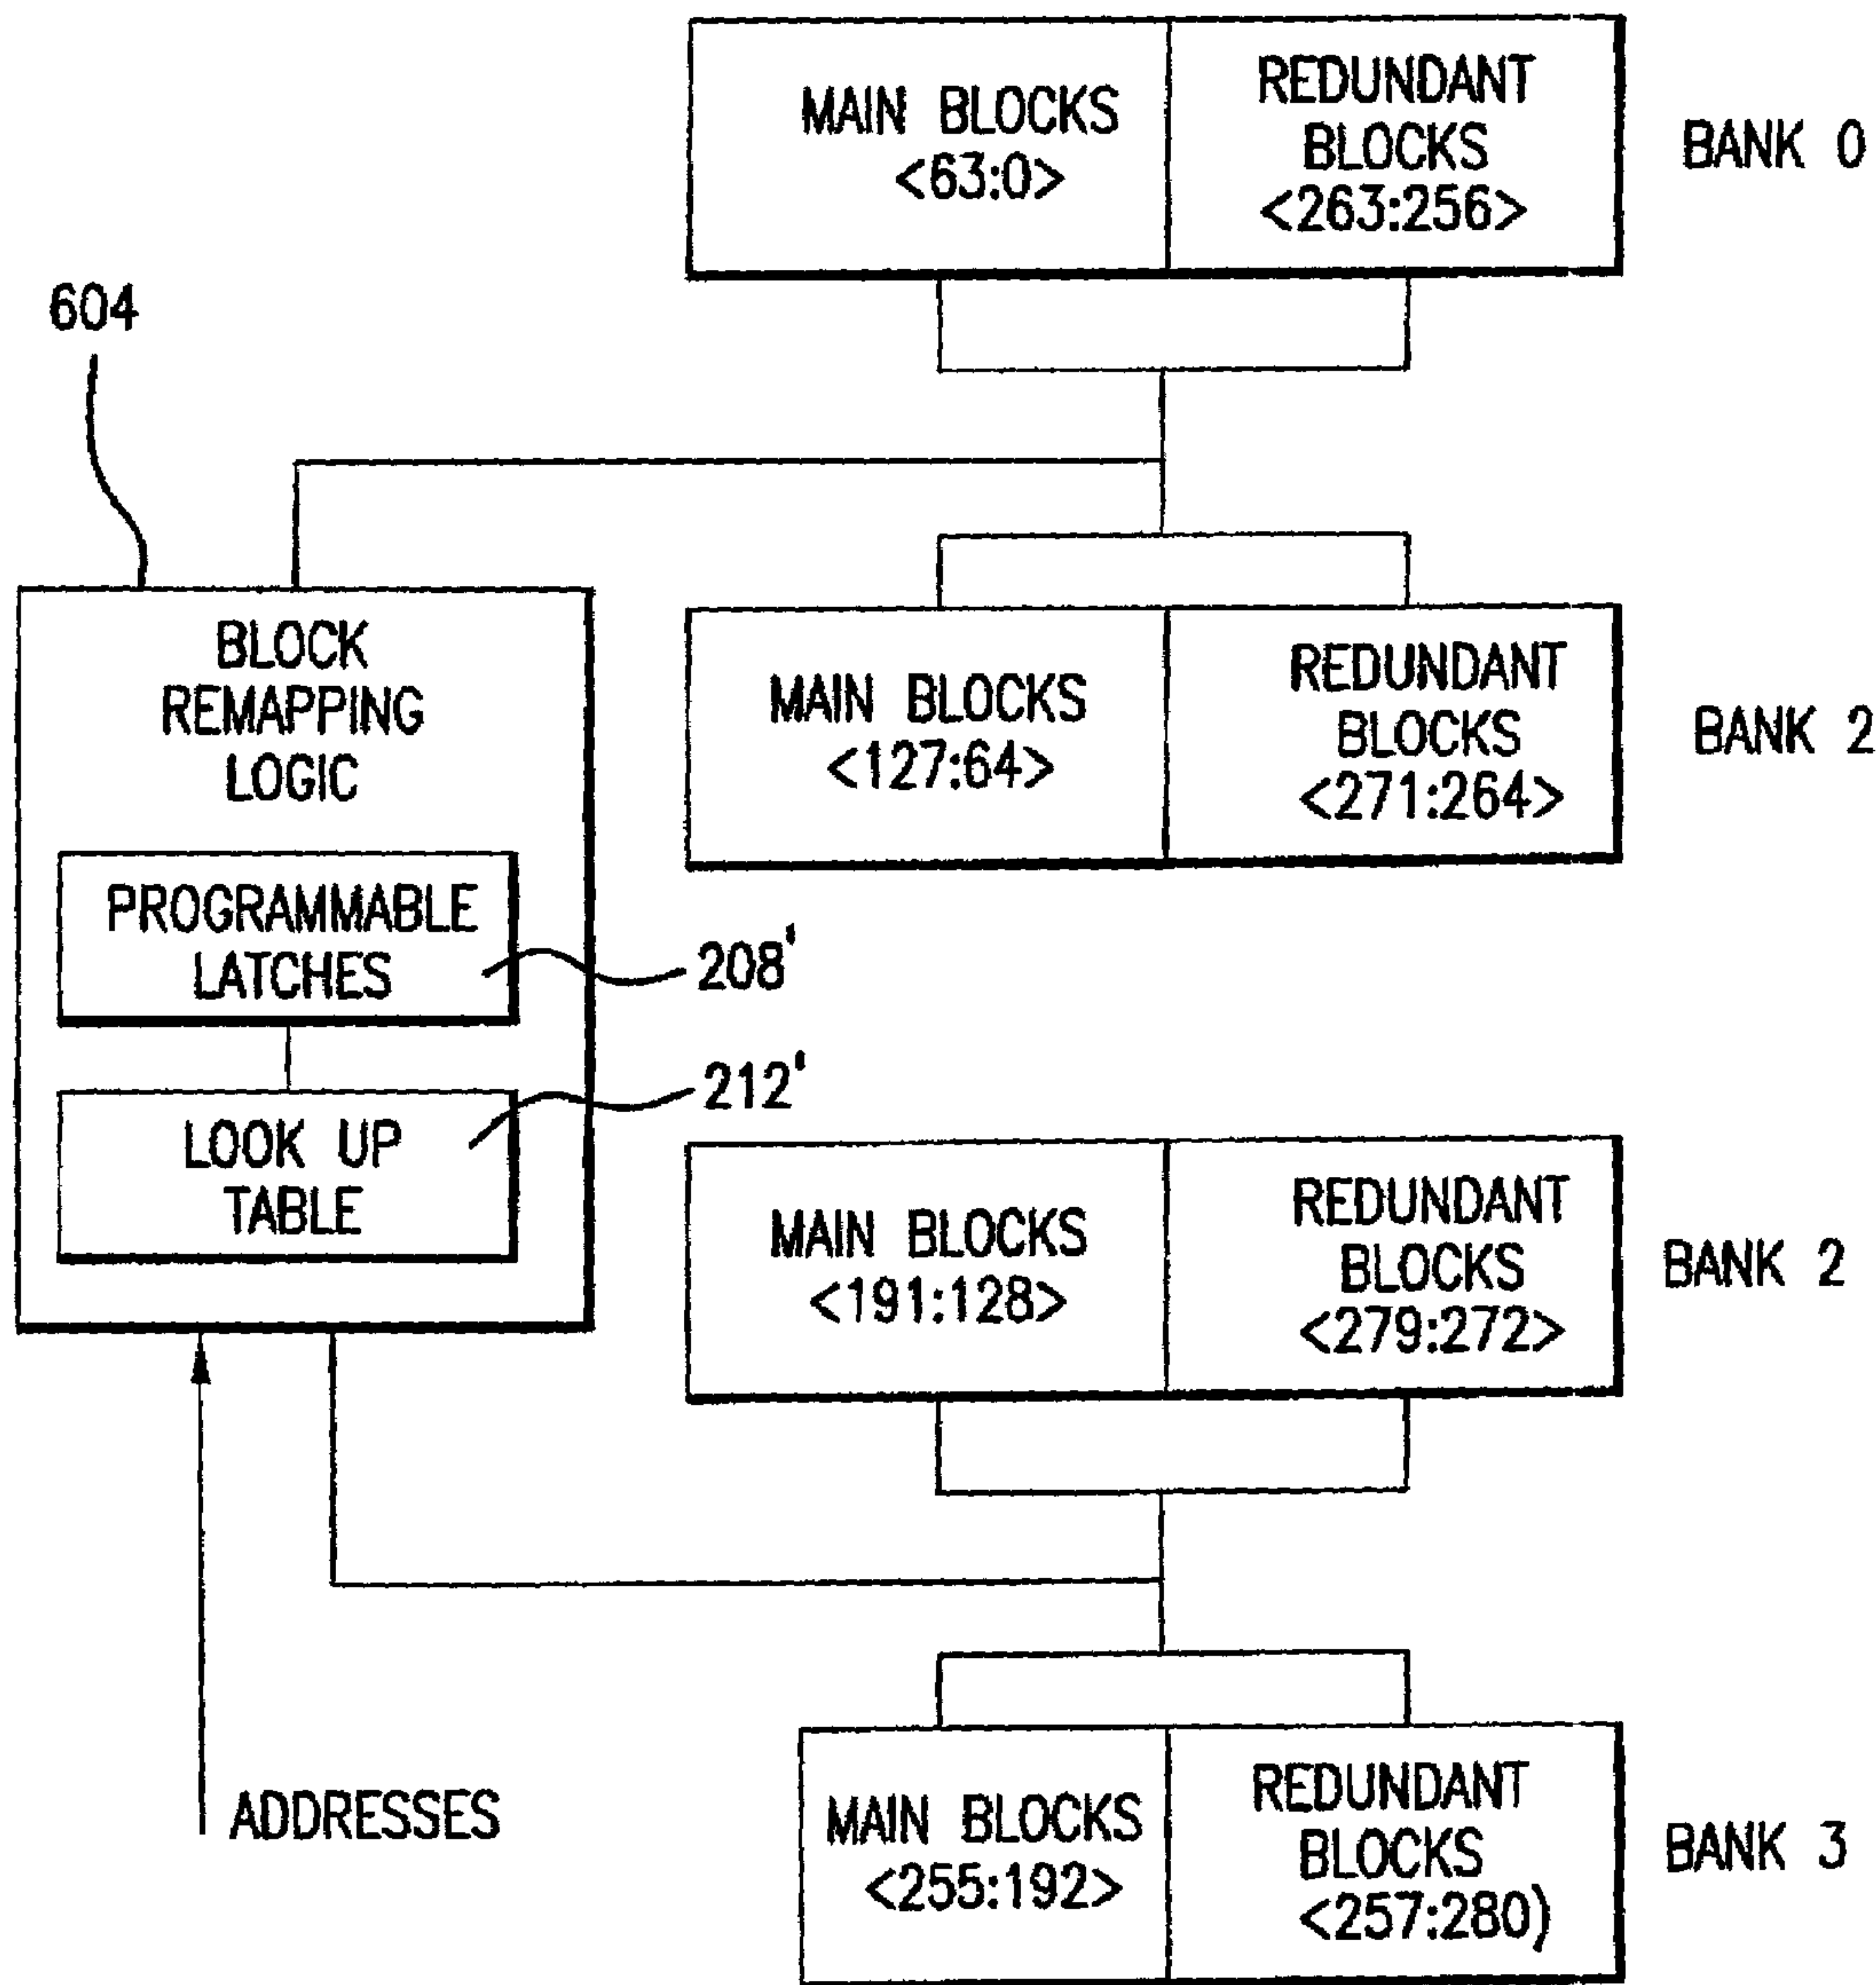 MAIN BLOCKS
<63:0>
REDUNDANT
BLOCKS
<263:256>
BANK 0
604
BLOCK
REMAPPING
LOGIC
MAIN BLOCKS
<127:64>
REDUNDANT
BLOCKS
<271:264>
BANK 2
PROGRAMMABLE
LATCHES
208'
LOOK UP
TABLE
212'
MAIN BLOCKS
<191:128>
REDUNDANT
BLOCKS
<279:272>
BANK 2
ADDRESSES
MAIN BLOCKS
<255:192>
REDUNDANT
BLOCKS
<257:280)
BANK 3